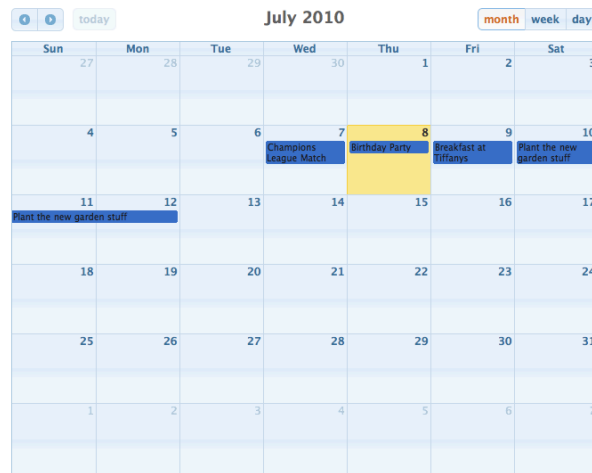 today
July 2010
month week day
Sun Mon Tue Wed Thu Fri Sat
27 28 29 30 1 2 3
4 5 6 7 8 9 10
Champions
League Match
Birthday Party
Breakfast at
Tiffanys
Plant the new
garden stuff
11 12 13 14 15 16 17
Plant the new garden stuff
18 19 20 21 22 23 24
25 26 27 28 29 30 31
1 2 3 4 5 6